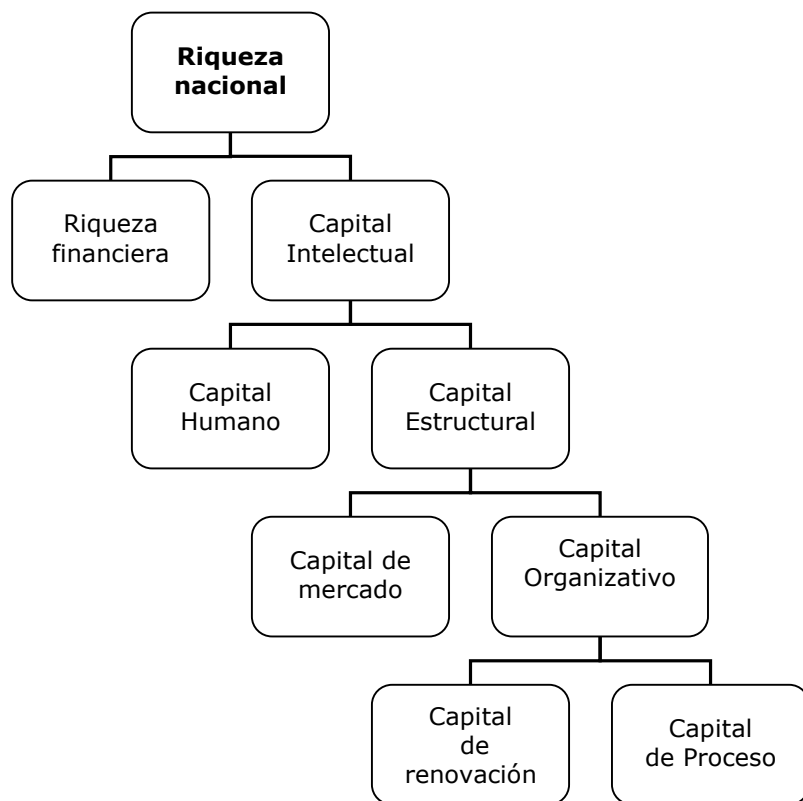 Riqueza
nacional
Riqueza
financiera
Capital
Intelectual
Capital
Humano
Capital
Estructural
Capital de
mercado
Capital
Organizativo
Capital
de
renovación
Capital
de Proceso